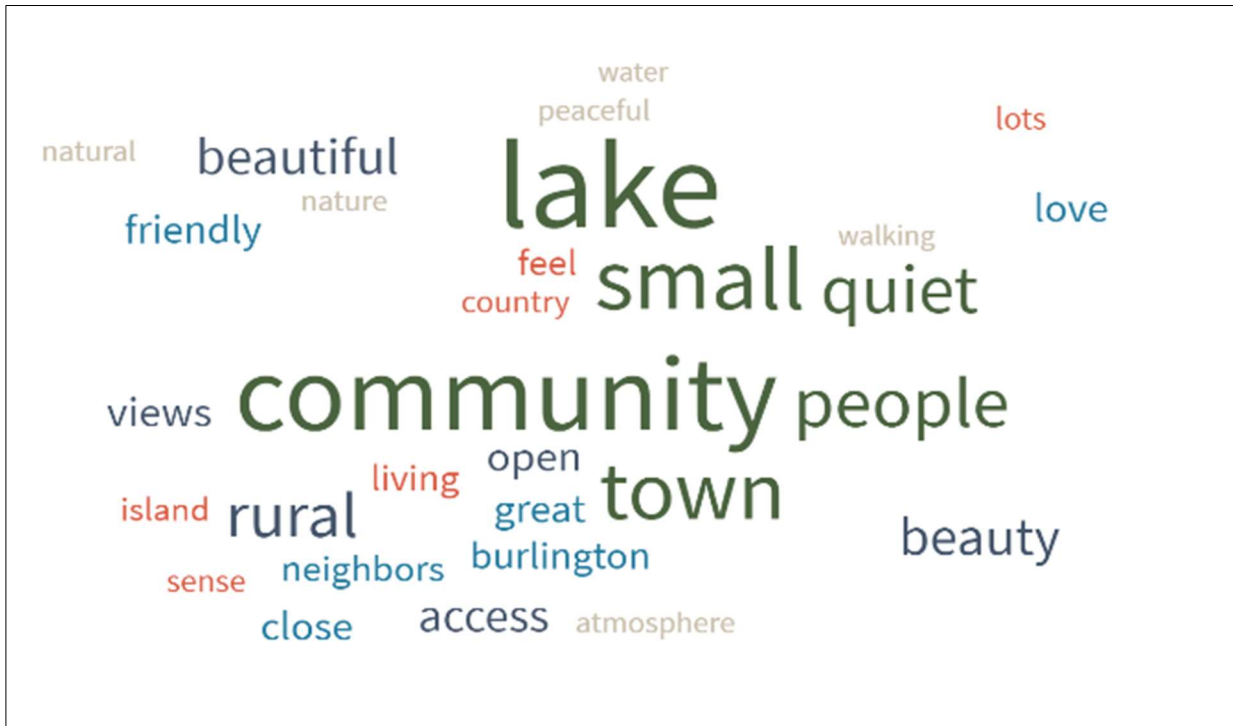 water
peaceful
lots
natural
beautiful
lake
nature
love
friendly
walking
feel
small
quiet
country
community
people
views
open
living
town
island
rural
great
beauty
neighbors
burlington
sense
access
atmosphere
close